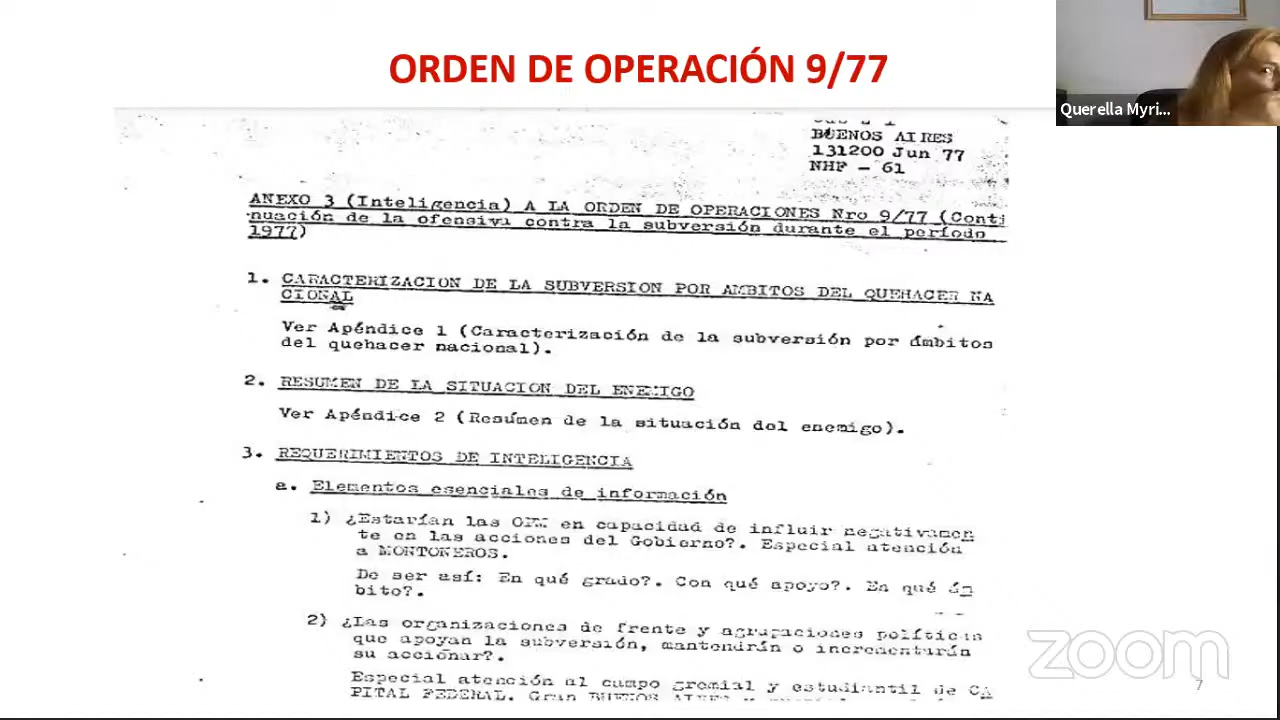 ORDEN DE OPERACIÓN 9/77
Querella Myri...
BUENOS AIRES
131200 Jun 77
NHF - 61
ANEXO 3 (Inteligencia) A LA ORDEN DE OPERACIONES Nro 9/77 (Conti
nuación de la ofensiva contra la subversión durante el período
1977)
1. CARACTERIZACION DE LA SUBVERSION POR AMBITOS DEL QUEHACER NA
CIONAL
Ver Apéndice 1 (Caracterización de la subversión por ámbitos
del quehacer nacional).
2. RESUMEN DE LA SITUACION DEL ENEMIGO
Ver Apéndice 2 (Resúmen de la situación del enemigo).
3. REQUERIMIENTOS DE INTELIGENCIA
a. Elementos esenciales de información
1) ¿Estarían las OPM en capacidad de influir negativamen
te en las acciones del Gobierno?. Especial atención
a MONTONEROS.
De ser así: En qué grado?. Con qué apoyo?. En qué ám
bito?.
2) ¿Las organizaciones de frente y agrupaciones políticas
que apoyan la subversión, mantendrán o incrementarán
su accionar?.
Especial atención al campo gremial y estudiantil de CA
PITAL FEDERAL. Gran BUENOS AIRES y
zoom
7